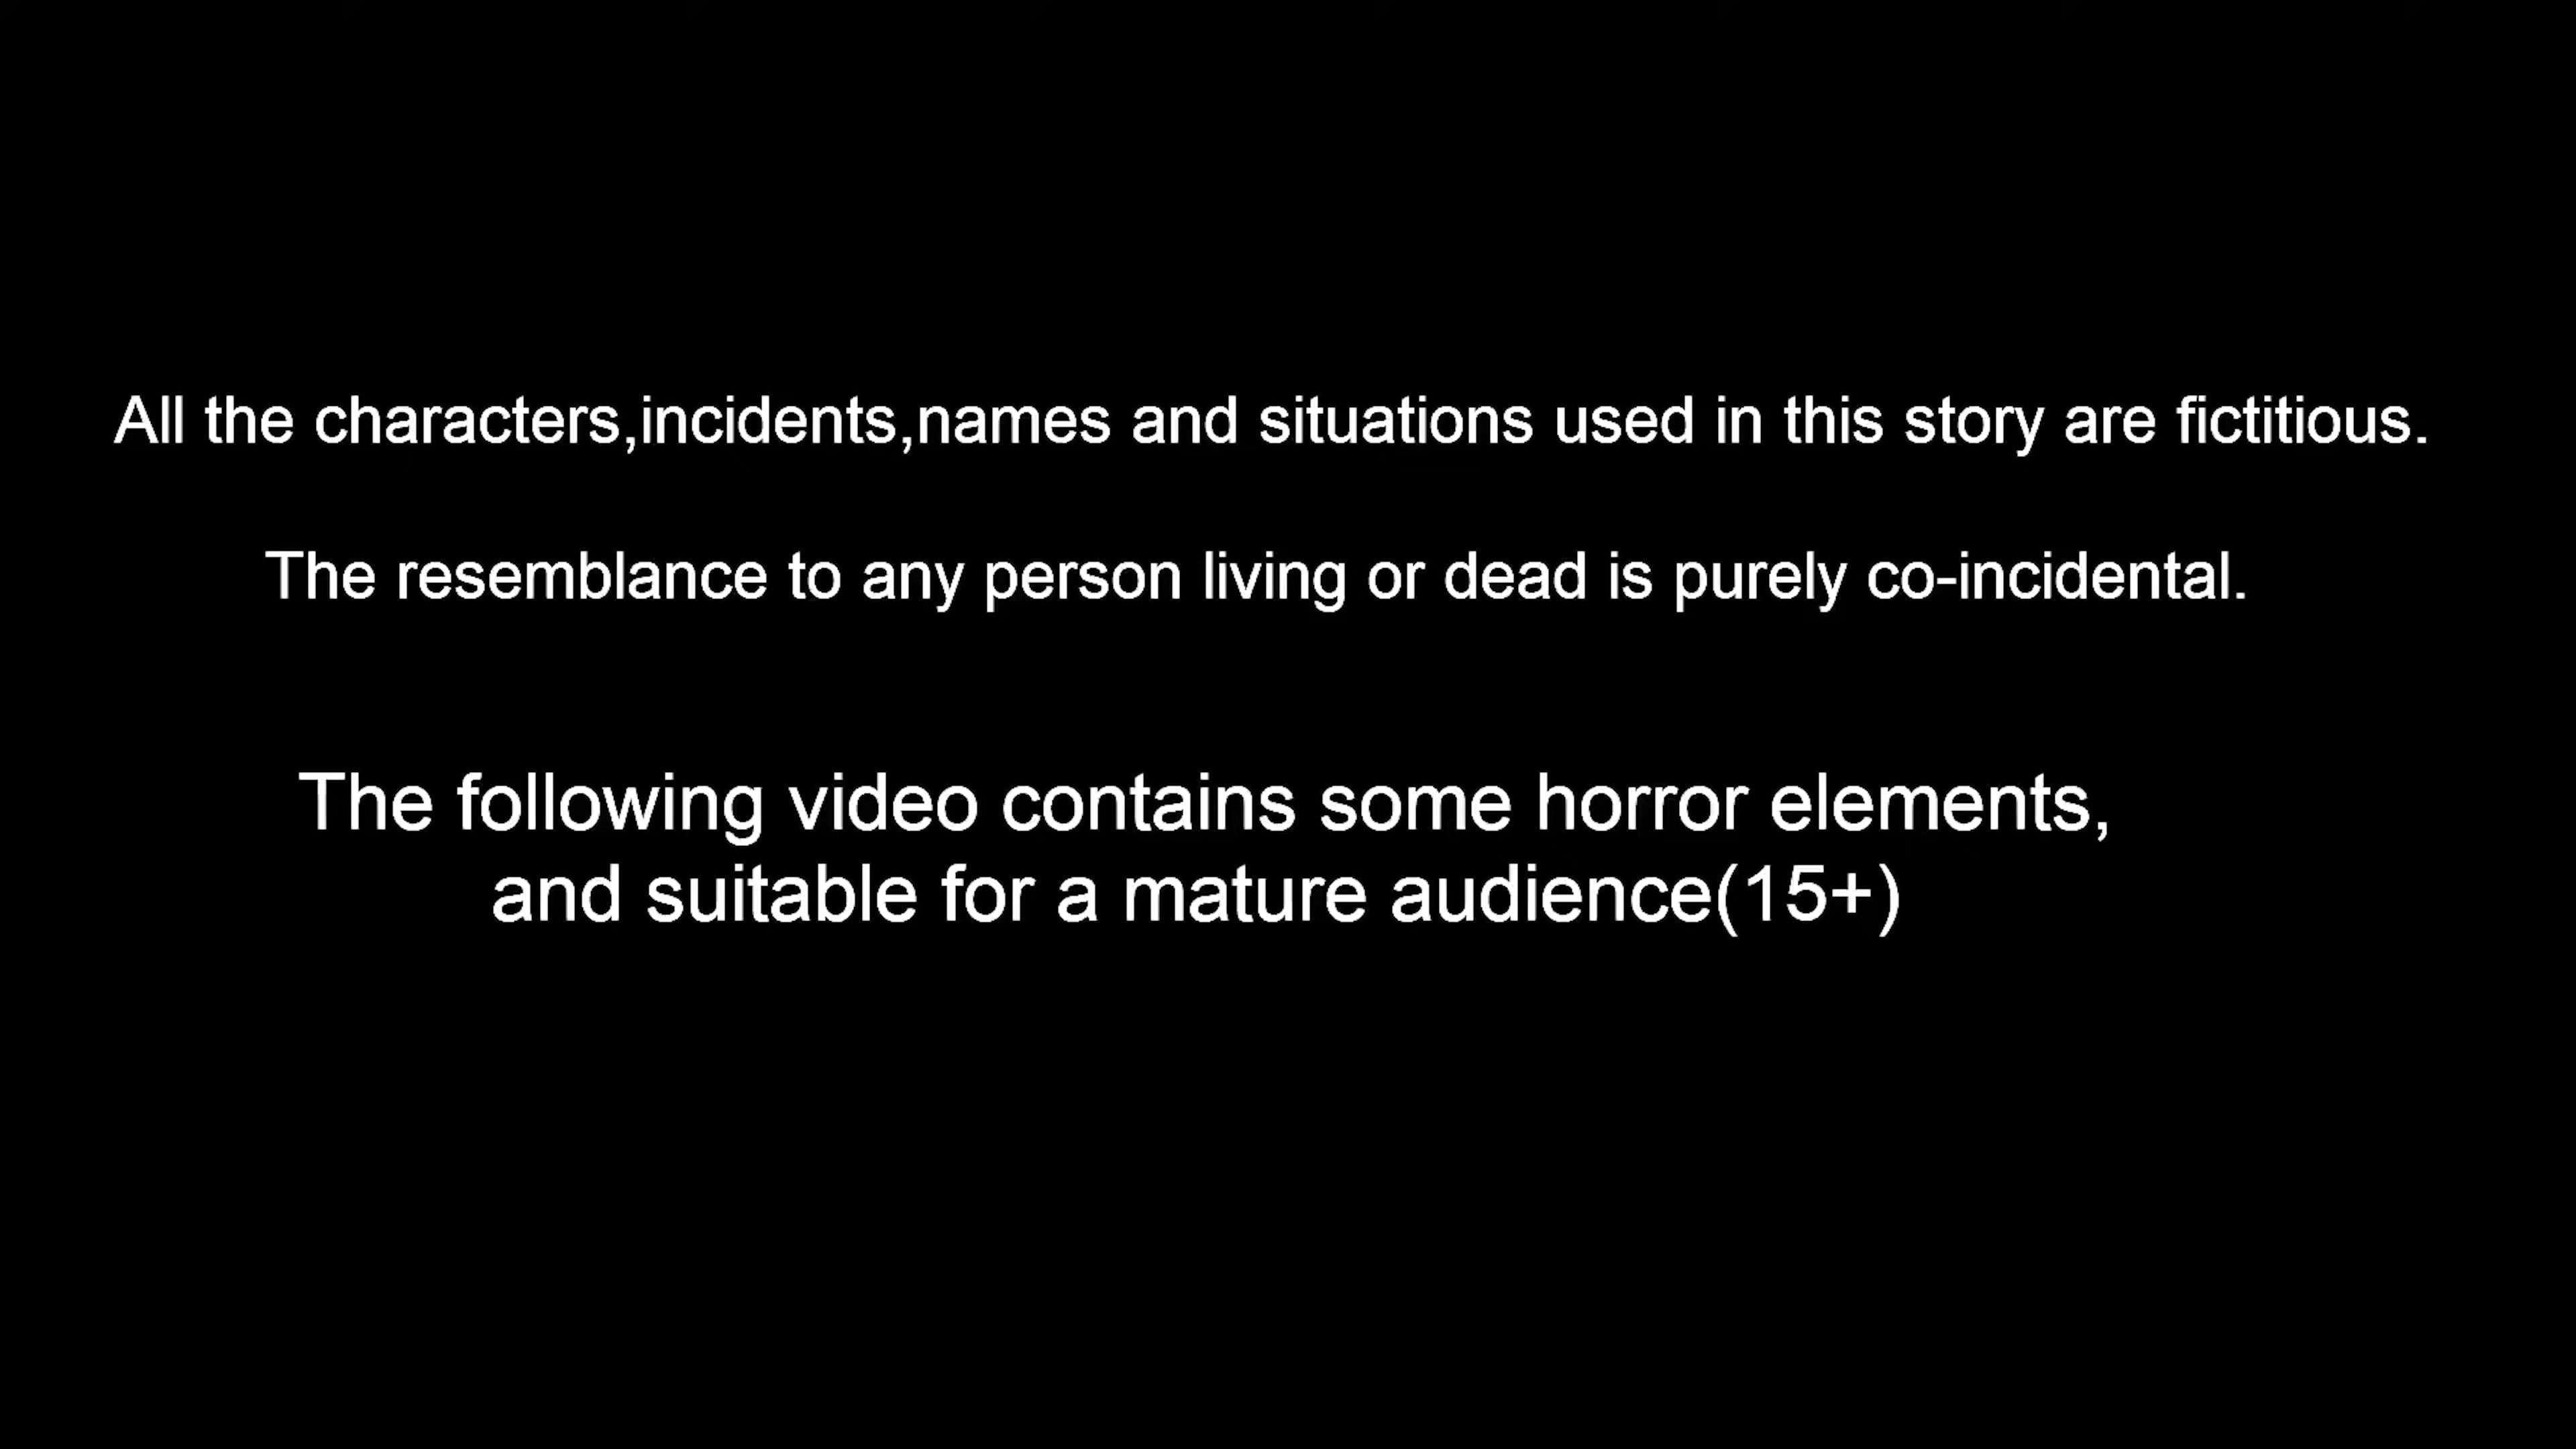 All the characters,incidents,names and situations used in this story are fictitious.
The resemblance to any person living or dead is purely co-incidental.
The following video contains some horror elements,
and suitable for a mature audience(15+)